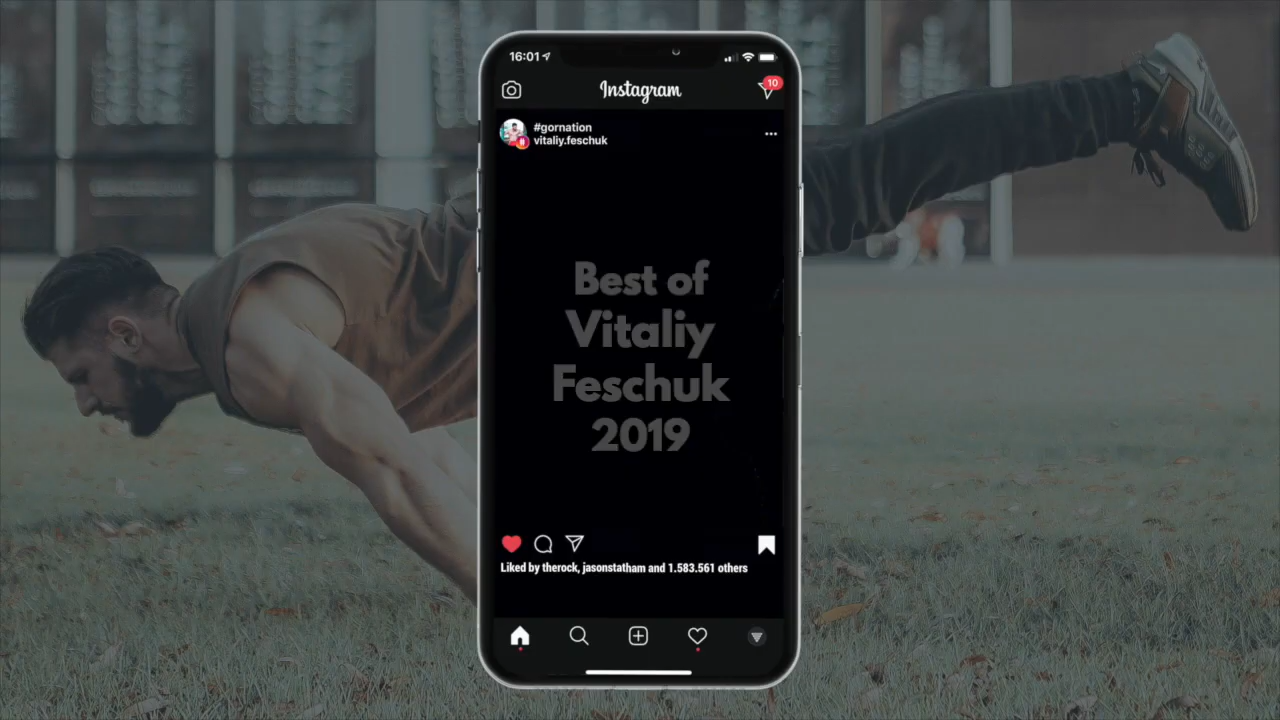 16:01
Instagram
10
#gornation
vitaliy.feschuk
Best of
Vitaliy
Feschuk
2019
Liked by therock, jasonstatham and 1.583.561 others